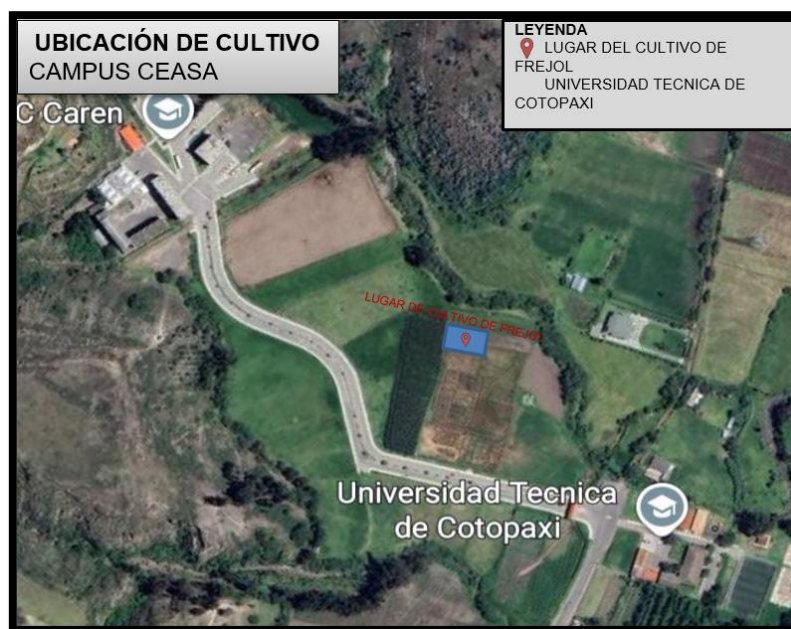 UBICACIÓN DE CULTIVO
CAMPUS CEASA
LEYENDA
LUGAR DEL CULTIVO DE
FREJOL
UNIVERSIDAD TECNICA DE
COTOPAXI
C Caren
LUGAR DE CULTIVO DE FREJOL
Universidad Tecnica
de Cotopaxi